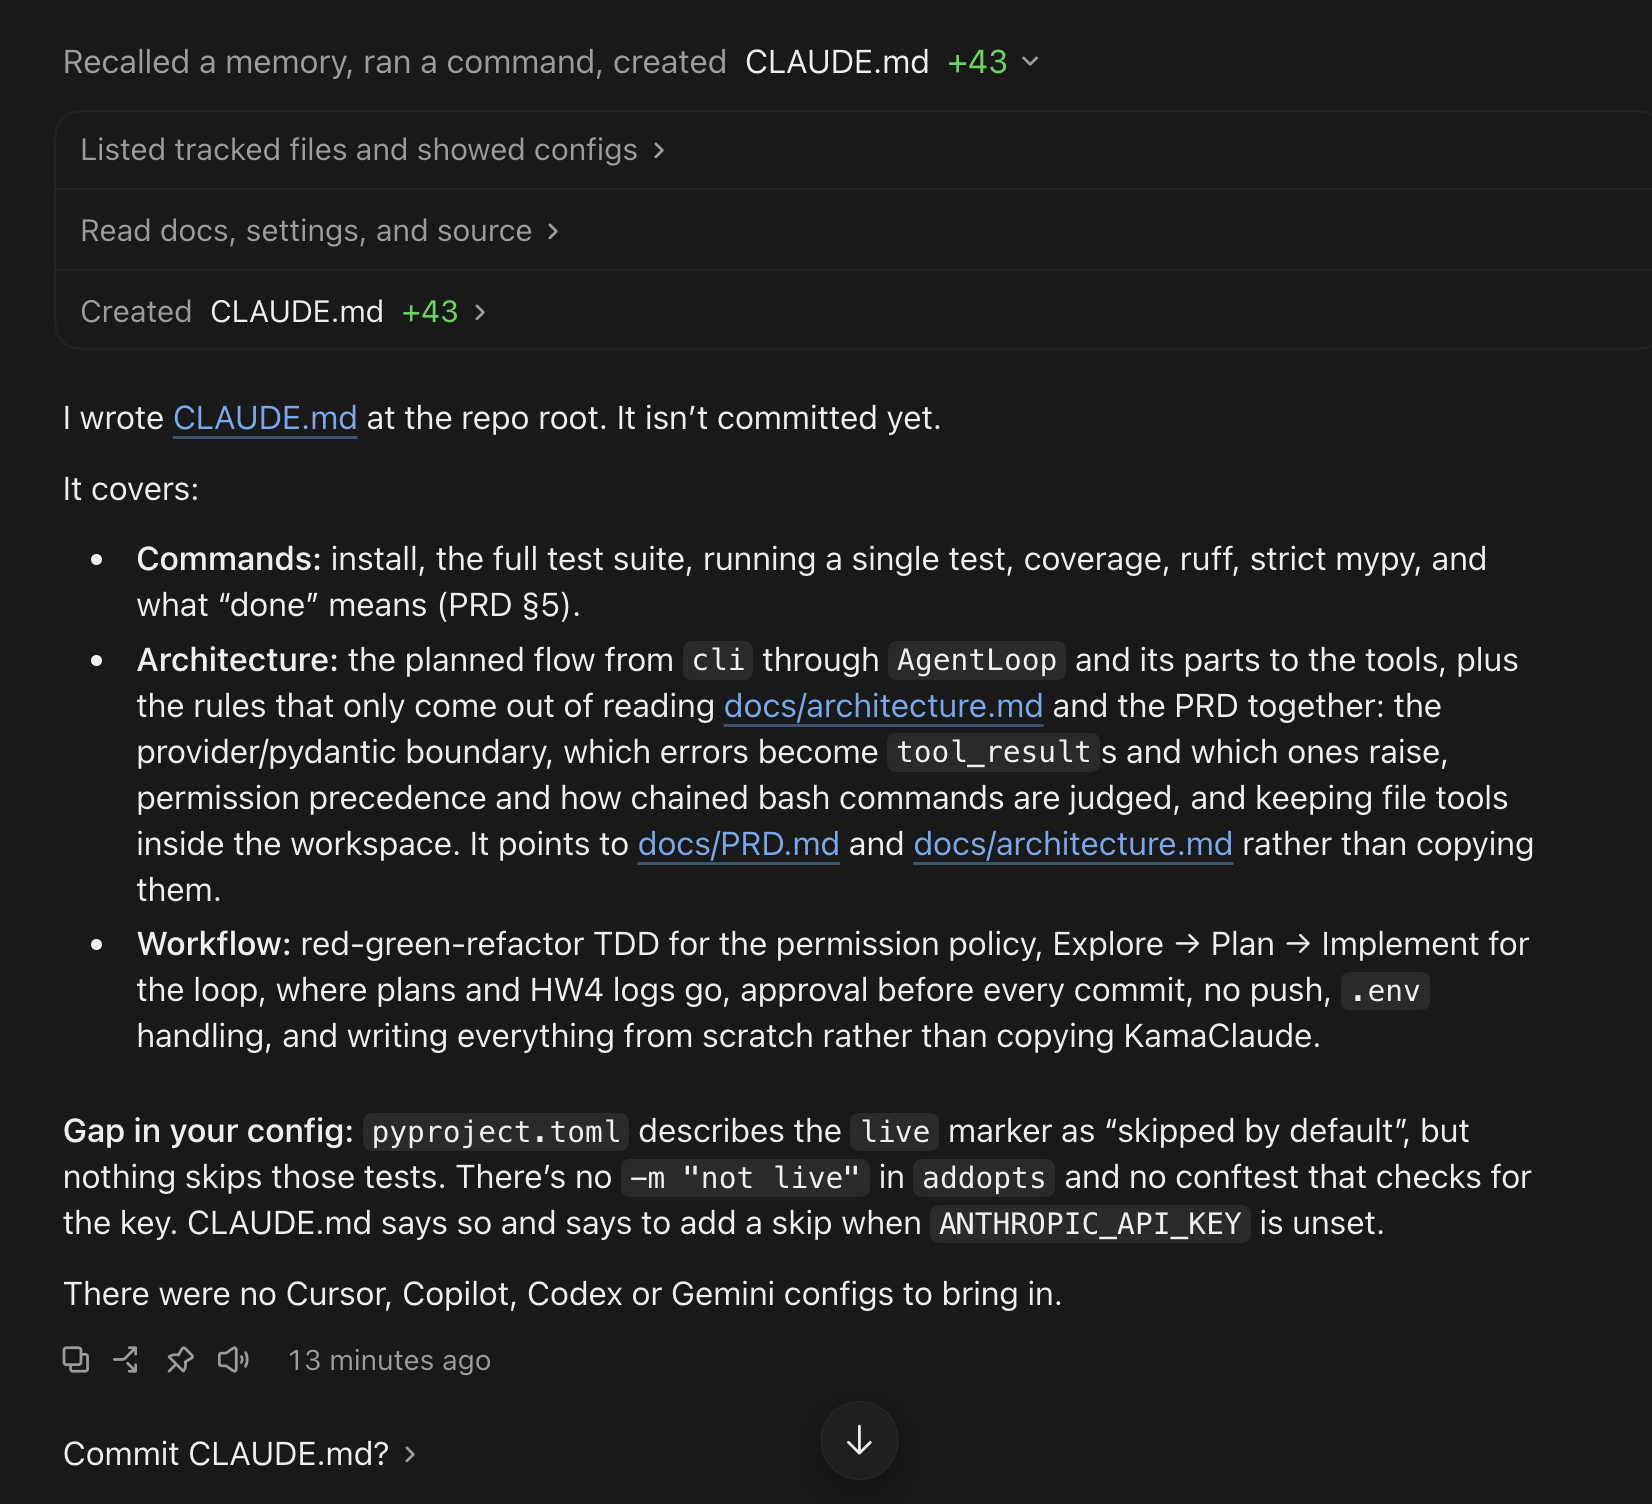 Recalled a memory, ran a command, created CLAUDE.md +43
Listed tracked files and showed configs
Read docs, settings, and source
Created CLAUDE.md +43
I wrote CLAUDE.md at the repo root. It isn’t committed yet.
It covers:
• Commands: install, the full test suite, running a single test, coverage, ruff, strict mypy, and
what “done” means (PRD §5).
• Architecture: the planned flow from cli through AgentLoop and its parts to the tools, plus
the rules that only come out of reading docs/architecture.md and the PRD together: the
provider/pydantic boundary, which errors become tool_results and which ones raise,
permission precedence and how chained bash commands are judged, and keeping file tools
inside the workspace. It points to docs/PRD.md and docs/architecture.md rather than copying
them.
• Workflow: red-green-refactor TDD for the permission policy, Explore → Plan → Implement for
the loop, where plans and HW4 logs go, approval before every commit, no push, .env
handling, and writing everything from scratch rather than copying KamaClaude.
Gap in your config: pyproject.toml describes the live marker as “skipped by default”, but
nothing skips those tests. There’s no -m "not live" in addopts and no conftest that checks for
the key. CLAUDE.md says so and says to add a skip when ANTHROPIC_API_KEY is unset.
There were no Cursor, Copilot, Codex or Gemini configs to bring in.
13 minutes ago
Commit CLAUDE.md?